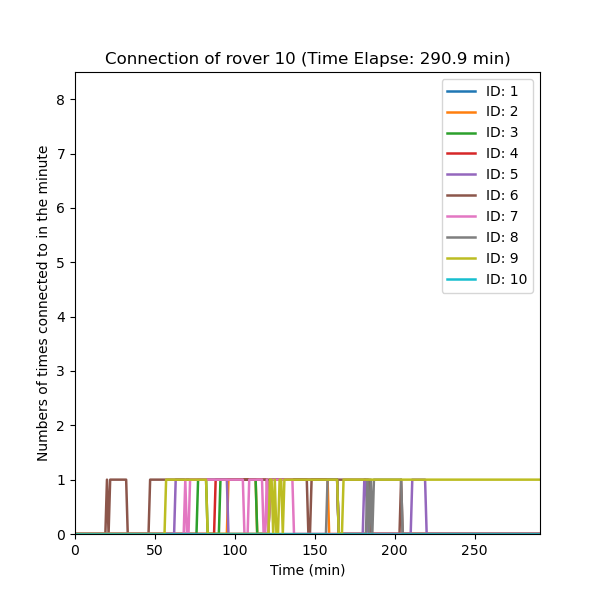 Connection of rover 10 (Time Elapse: 290.9 min)
Numbers of times connected to in the minute
8
7
6
5
4
3
2
1
0
ID: 1
ID: 2
ID: 3
ID: 4
ID: 5
ID: 6
ID: 7
ID: 8
ID: 9
ID: 10
0 50 100 150 200 250
Time (min)